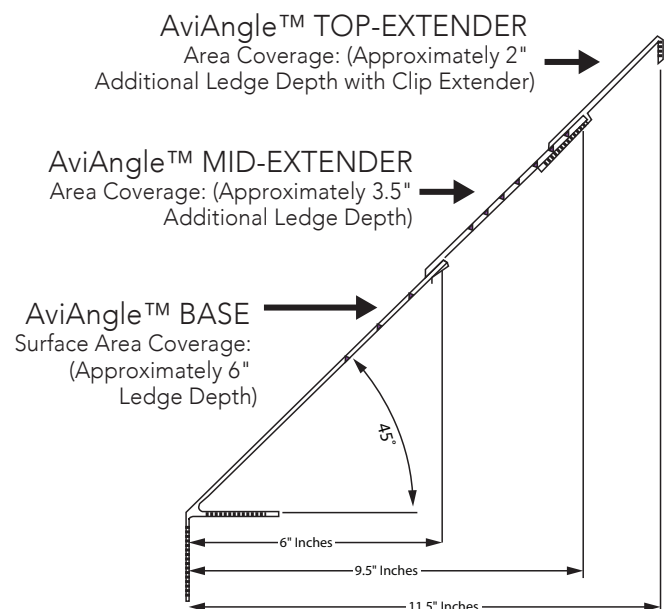 AviAngle™ TOP-EXTENDER
Area Coverage: (Approximately 2"
Additional Ledge Depth with Clip Extender)
AviAngle™ MID-EXTENDER
Area Coverage: (Approximately 3.5"
Additional Ledge Depth)
AviAngle™ BASE
Surface Area Coverage:
(Approximately 6"
Ledge Depth)
45°
6" Inches
9.5" Inches
11.5" Inches